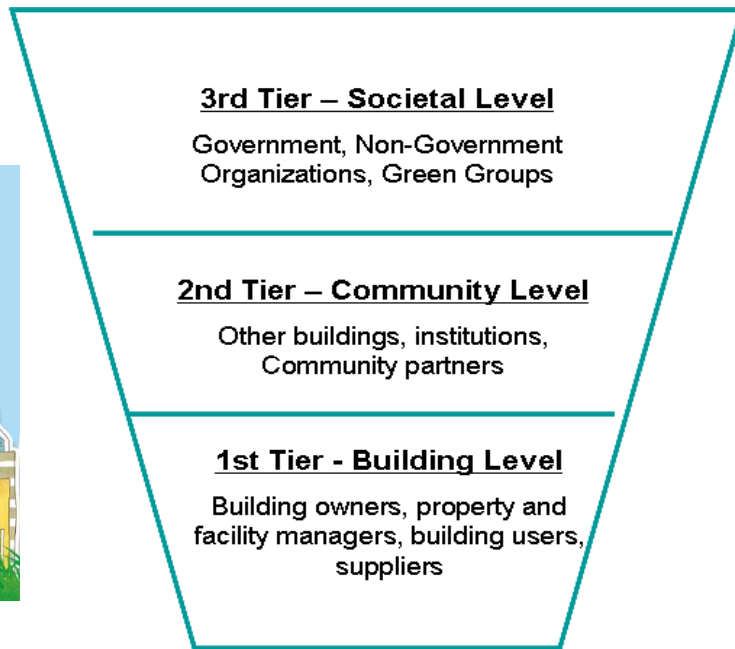 3rd Tier – Societal Level
Government, Non-Government
Organizations, Green Groups
2nd Tier – Community Level
Other buildings, institutions,
Community partners
1st Tier - Building Level
Building owners, property and
facility managers, building users,
suppliers